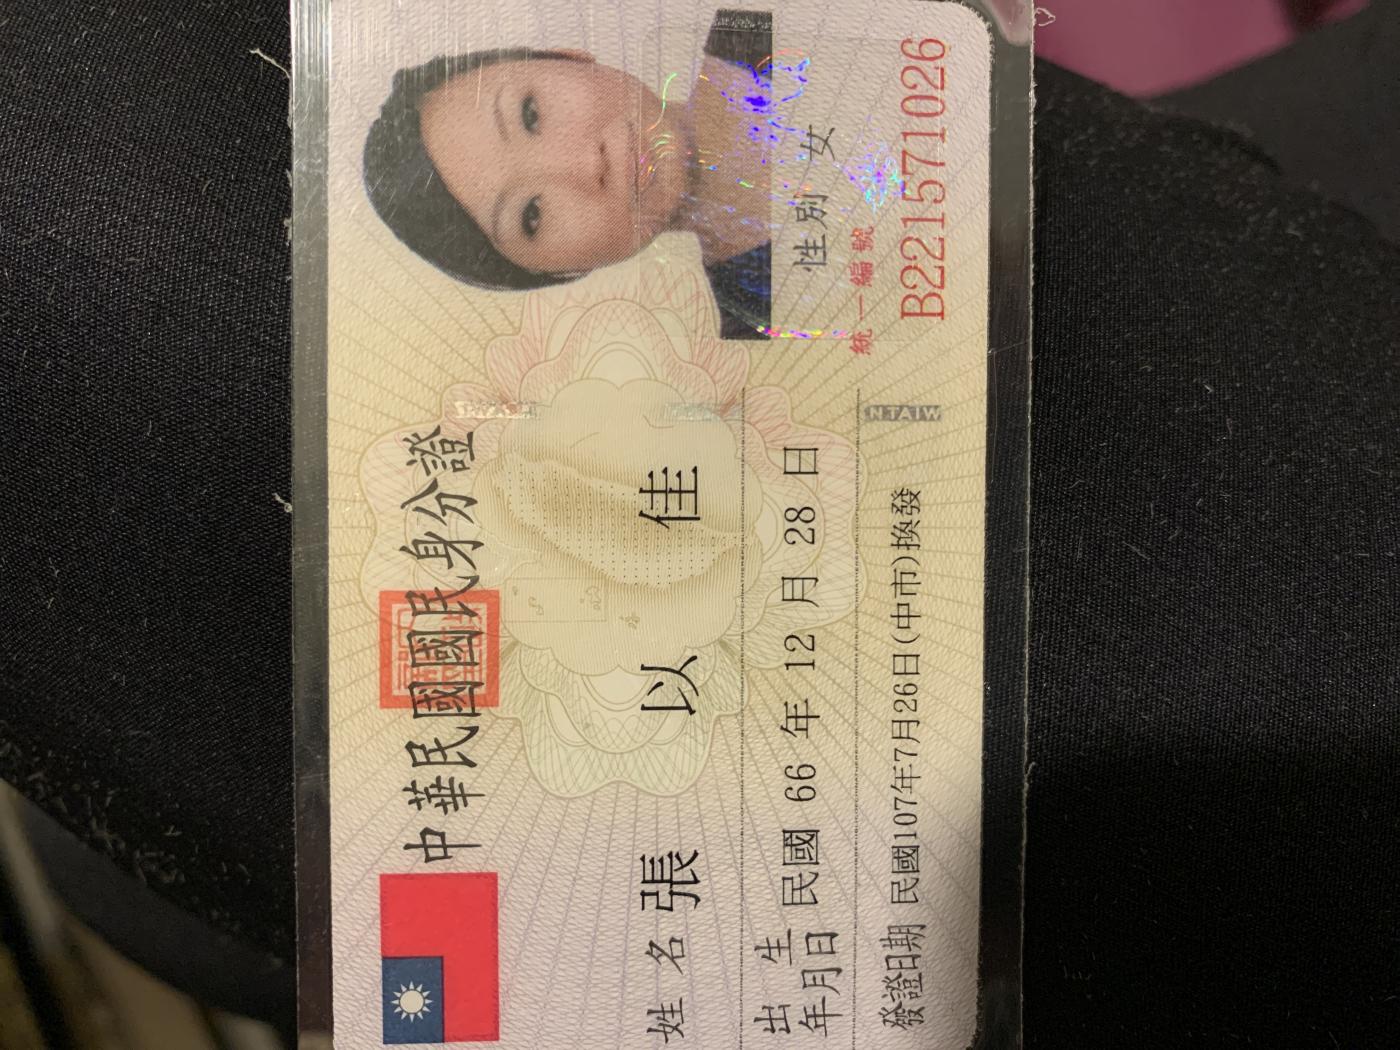 中華民國國民身分證
姓名 張以佳
出生年月日 民國 66 年 12 月 28 日
發證日期 民國107年7月26日(中市)換發
性別 女
統一編號
B221571026
N TAIW